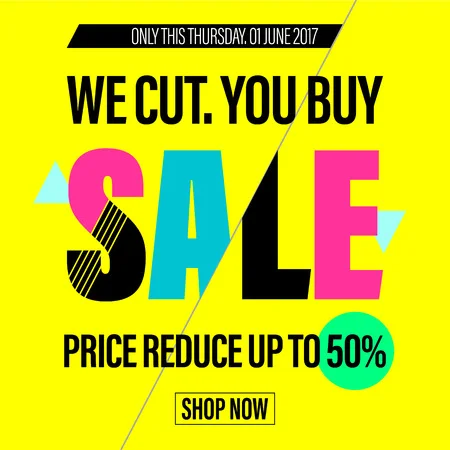 ONLY THIS THURSDAY. 01 JUNE 2017
WE CUT. YOU BUY
SALE
PRICE REDUCE UP TO 50%
SHOP NOW